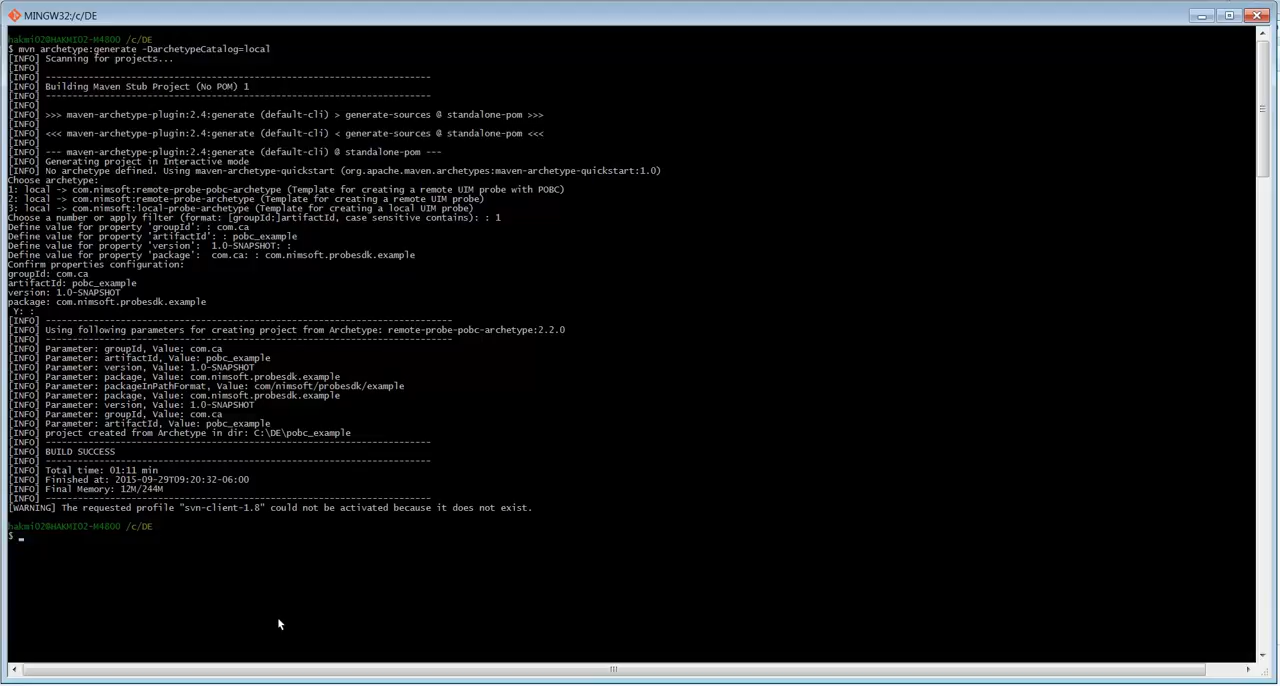 MINGW32:/c/DE
hakmi02@HAKMI02-M4800 /c/DE
$ mvn archetype:generate -DarchetypeCatalog=local
[INFO] Scanning for projects...
[INFO]
[INFO] ------------------------------------------------------------------------
[INFO] Building Maven Stub Project (No POM) 1
[INFO] ------------------------------------------------------------------------
[INFO]
[INFO] >>> maven-archetype-plugin:2.4:generate (default-cli) > generate-sources @ standalone-pom >>>
[INFO]
[INFO] <<< maven-archetype-plugin:2.4:generate (default-cli) < generate-sources @ standalone-pom <<<
[INFO]
[INFO] --- maven-archetype-plugin:2.4:generate (default-cli) @ standalone-pom ---
[INFO] Generating project in Interactive mode
[INFO] No archetype defined. Using maven-archetype-quickstart (org.apache.maven.archetypes:maven-archetype-quickstart:1.0)
Choose archetype:
1: local -> com.nimsoft:remote-probe-pobc-archetype (Template for creating a remote UIM probe with POBC)
2: local -> com.nimsoft:remote-probe-archetype (Template for creating a remote UIM probe)
3: local -> com.nimsoft:local-probe-archetype (Template for creating a local UIM probe)
Choose a number or apply filter (format: [groupId:]artifactId, case sensitive contains): : 1
Define value for property 'groupId': : com.ca
Define value for property 'artifactId': : pobc_example
Define value for property 'version':  1.0-SNAPSHOT: :
Define value for property 'package':  com.ca: : com.nimsoft.probesdk.example
Confirm properties configuration:
groupId: com.ca
artifactId: pobc_example
version: 1.0-SNAPSHOT
package: com.nimsoft.probesdk.example
 Y: :
[INFO] ----------------------------------------------------------------------------
[INFO] Using following parameters for creating project from Archetype: remote-probe-pobc-archetype:2.2.0
[INFO] ----------------------------------------------------------------------------
[INFO] Parameter: groupId, Value: com.ca
[INFO] Parameter: artifactId, Value: pobc_example
[INFO] Parameter: version, Value: 1.0-SNAPSHOT
[INFO] Parameter: package, Value: com.nimsoft.probesdk.example
[INFO] Parameter: packageInPathFormat, Value: com/nimsoft/probesdk/example
[INFO] Parameter: package, Value: com.nimsoft.probesdk.example
[INFO] Parameter: version, Value: 1.0-SNAPSHOT
[INFO] Parameter: groupId, Value: com.ca
[INFO] Parameter: artifactId, Value: pobc_example
[INFO] project created from Archetype in dir: C:\DE\pobc_example
[INFO] ------------------------------------------------------------------------
[INFO] BUILD SUCCESS
[INFO] ------------------------------------------------------------------------
[INFO] Total time: 01:11 min
[INFO] Finished at: 2015-09-29T09:20:32-06:00
[INFO] Final Memory: 12M/244M
[INFO] ------------------------------------------------------------------------
[WARNING] The requested profile "svn-client-1.8" could not be activated because it does not exist.
hakmi02@HAKMI02-M4800 /c/DE
$